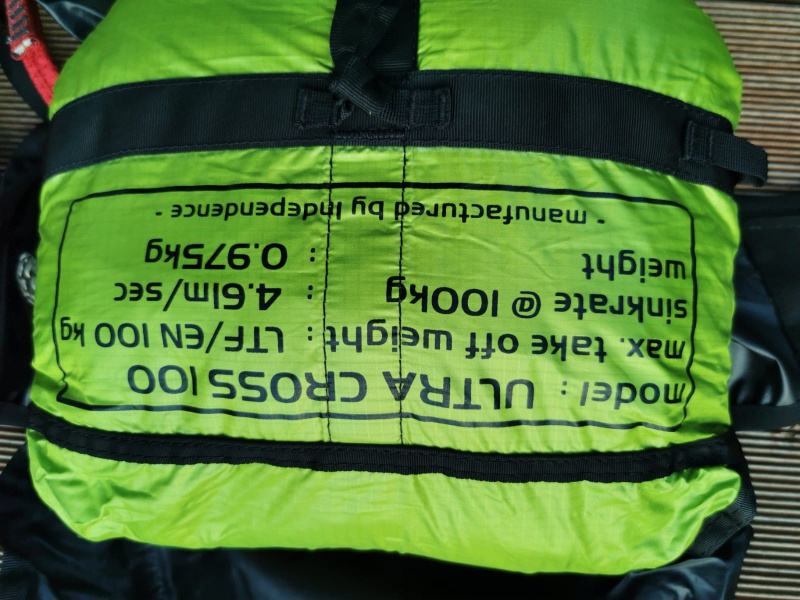 model : ULTRA CROSS 100
max. take off weight : LTF/EN 100 kg
sinkrate @ 100kg : 4.61m/sec
weight : 0.975kg
- manufactured by Independence -